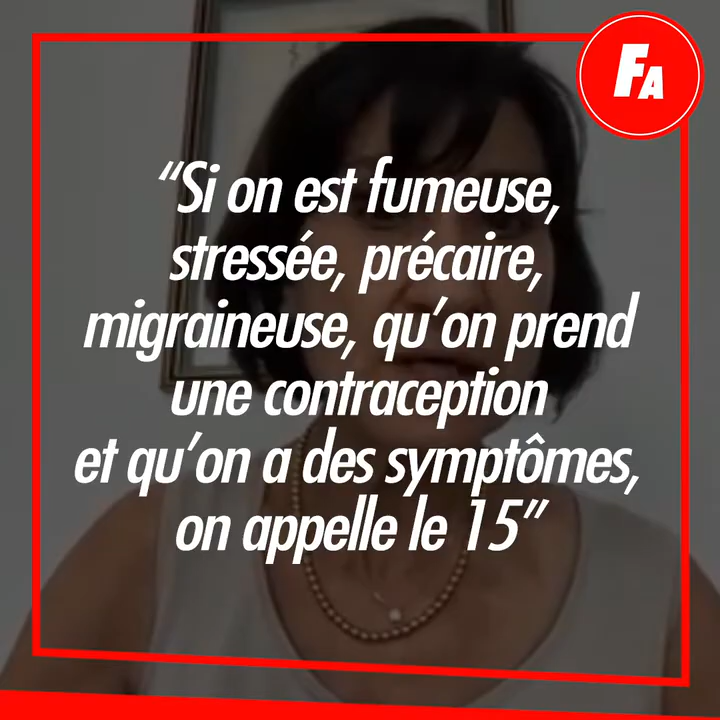 FA
“Si on est fumeuse,
stressée, précaire,
migraineuse, qu’on prend
une contraception
et qu’on a des symptômes,
on appelle le 15”